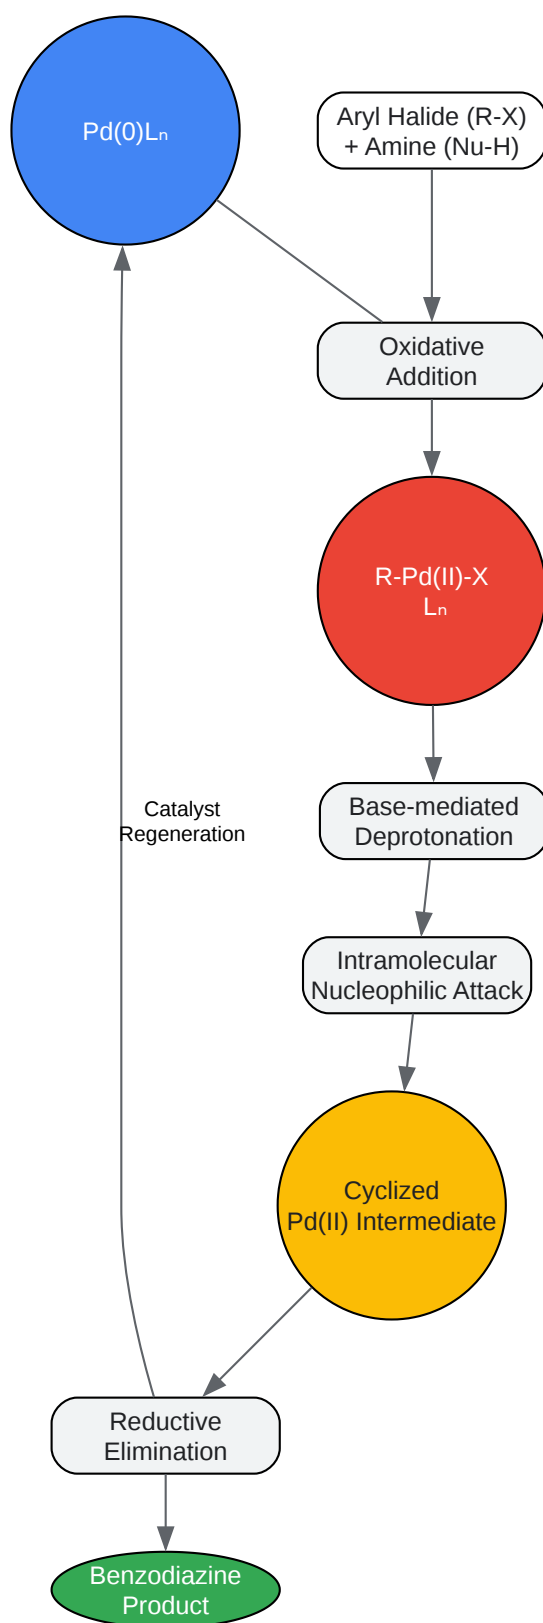 Pd(0)Lₙ
Aryl Halide (R-X)
+ Amine (Nu-H)
Oxidative
Addition
R-Pd(II)-X
Lₙ
Base-mediated
Deprotonation
Catalyst
Regeneration
Intramolecular
Nucleophilic Attack
Cyclized
Pd(II) Intermediate
Reductive
Elimination
Benzodiazine
Product